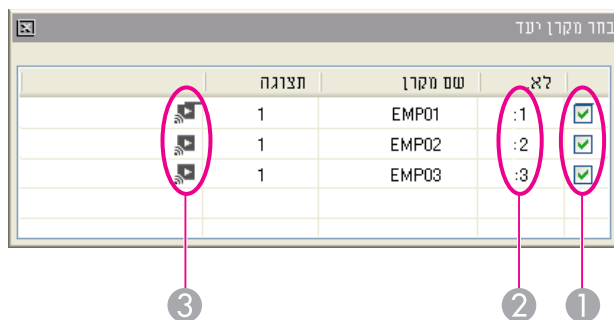 בחר מקרן יעד
לא. שם מקרן תצוגה
1: EMP01 1
2: EMP02 1
3: EMP03 1
1 2 3